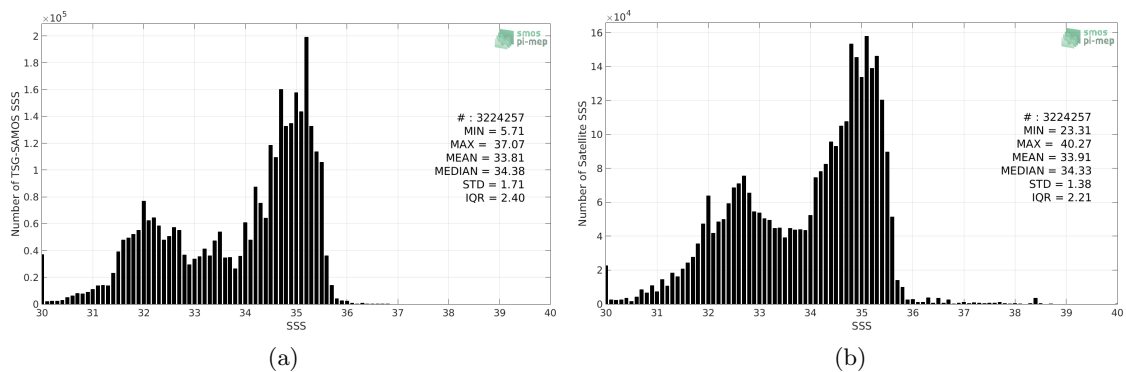 ×10^5
Number of TSG-SAMOS SSS
2
1.8
1.6
1.4
1.2
1
0.8
0.6
0.4
0.2
0
30 31 32 33 34 35 36 37 38 39 40
SSS
smos
pi-mep
# : 3224257
MIN = 5.71
MAX = 37.07
MEAN = 33.81
MEDIAN = 34.38
STD = 1.71
IQR = 2.40
(a)
×10^4
Number of Satellite SSS
16
14
12
10
8
6
4
2
0
30 31 32 33 34 35 36 37 38 39 40
SSS
smos
pi-mep
# : 3224257
MIN = 23.31
MAX = 40.27
MEAN = 33.91
MEDIAN = 34.33
STD = 1.38
IQR = 2.21
(b)